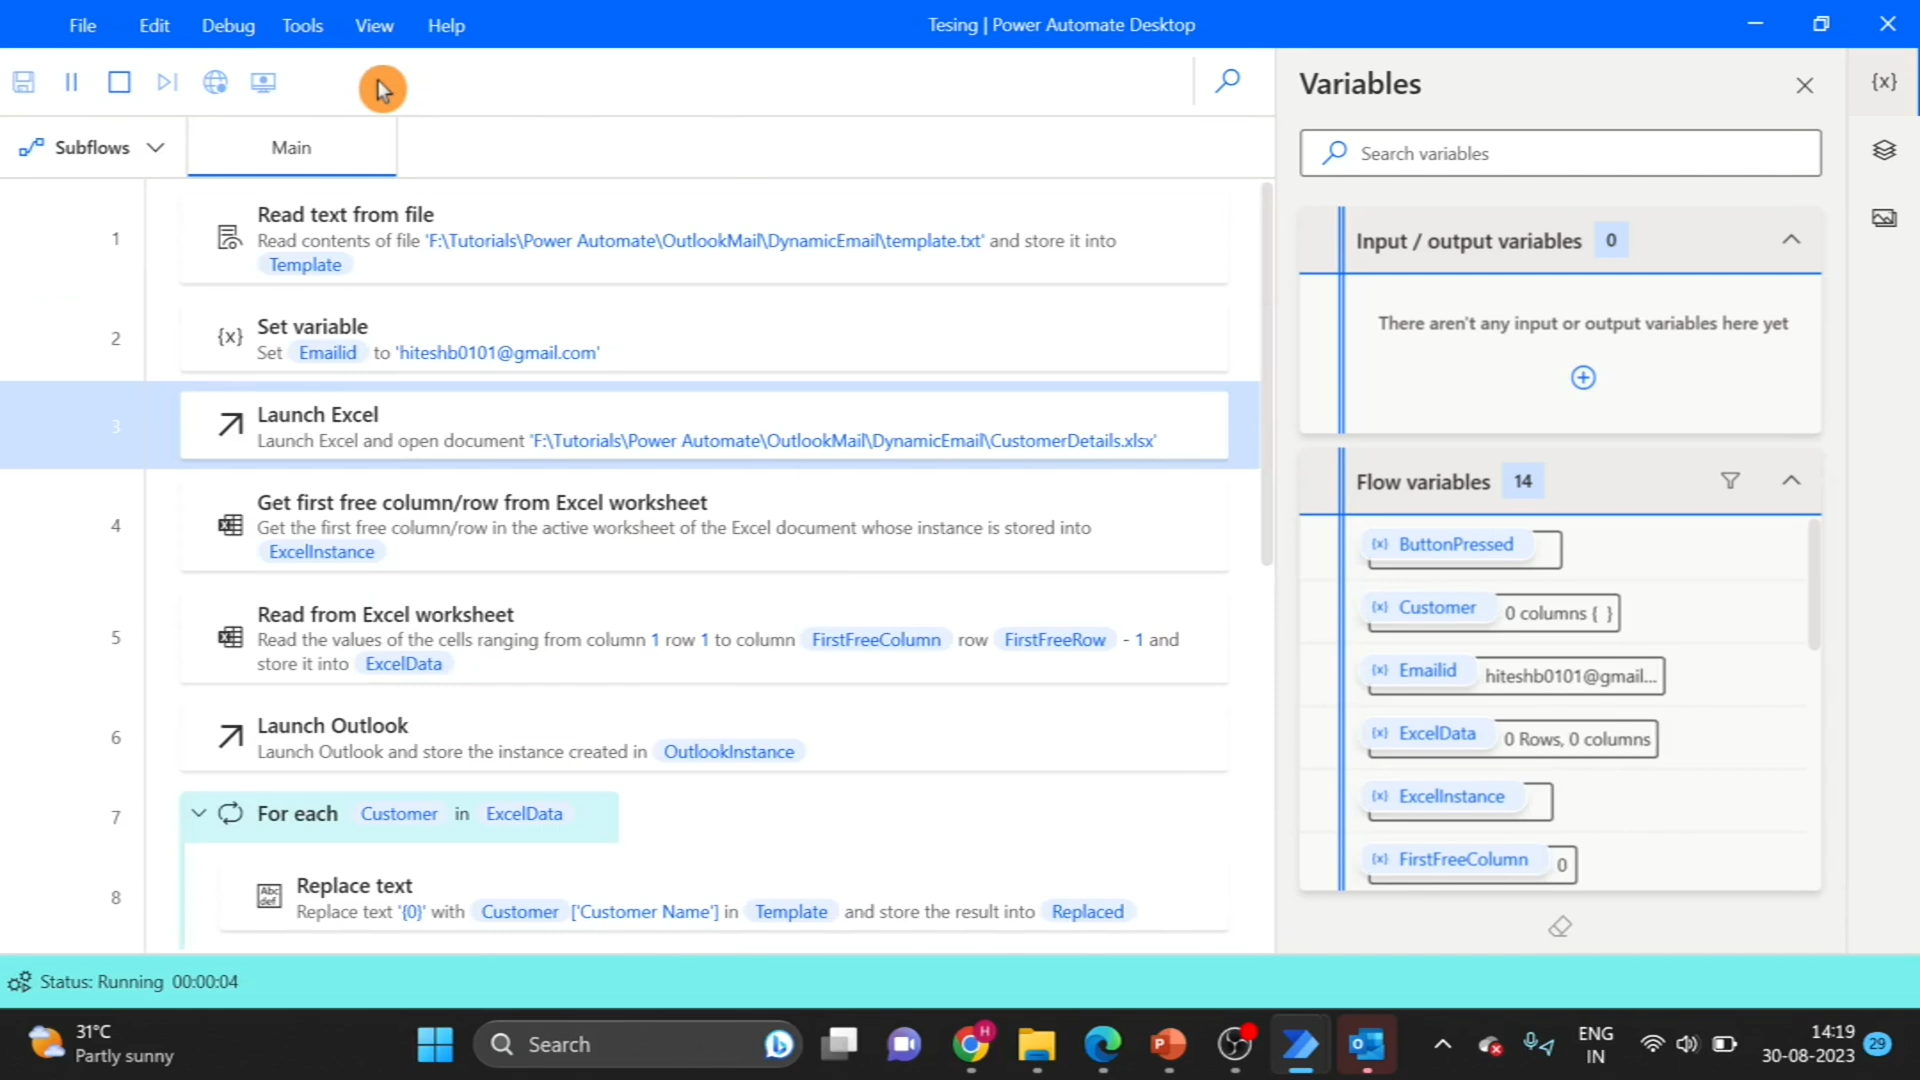 File Edit Debug Tools View Help
Tesing | Power Automate Desktop
Subflows
Main
1
Read text from file
Read contents of file 'F:\Tutorials\Power Automate\OutlookMail\DynamicEmail\template.txt' and store it into
Template
2
{x}
Set variable
Set Emailid to 'hiteshb0101@gmail.com'
3
Launch Excel
Launch Excel and open document 'F:\Tutorials\Power Automate\OutlookMail\DynamicEmail\CustomerDetails.xlsx'
4
Get first free column/row from Excel worksheet
Get the first free column/row in the active worksheet of the Excel document whose instance is stored into
ExcelInstance
5
Read from Excel worksheet
Read the values of the cells ranging from column 1 row 1 to column FirstFreeColumn row FirstFreeRow - 1 and
store it into ExcelData
6
Launch Outlook
Launch Outlook and store the instance created in OutlookInstance
7
For each Customer in ExcelData
8
Abc
def
Replace text
Replace text '{0}' with Customer ['Customer Name'] in Template and store the result into Replaced
Variables
{x}
Search variables
Input / output variables 0
There aren't any input or output variables here yet
Flow variables 14
{x} ButtonPressed
{x} Customer 0 columns { }
{x} Emailid hiteshb0101@gmail...
{x} ExcelData 0 Rows, 0 columns
{x} ExcelInstance
{x} FirstFreeColumn 0
Status: Running 00:00:04
31°C
Partly sunny
Search
H
P
ENG
IN
14:19
30-08-2023
29